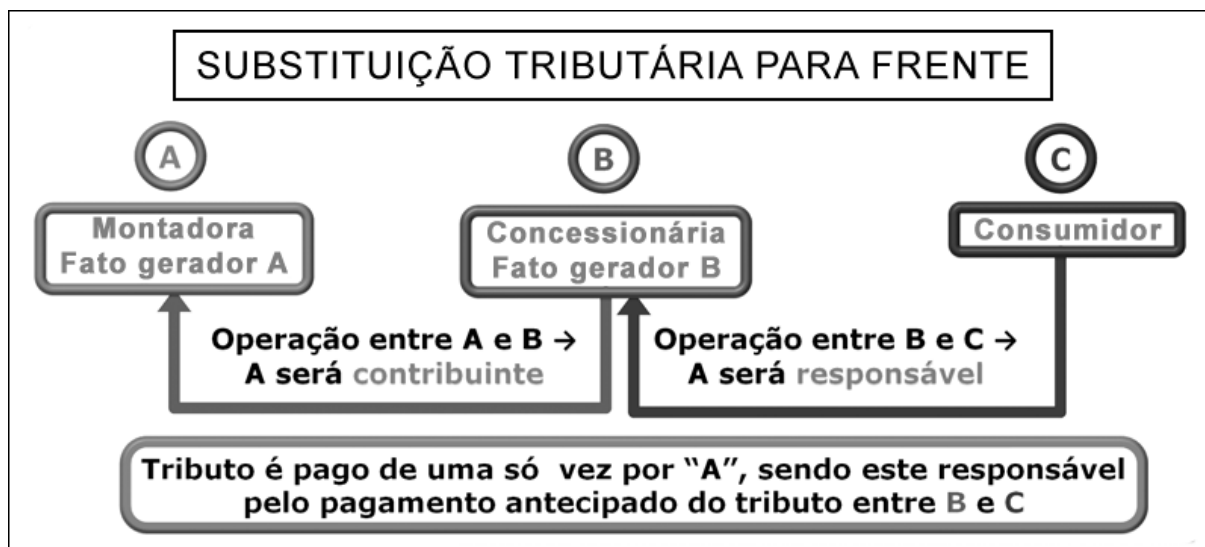 SUBSTITUIÇÃO TRIBUTÁRIA PARA FRENTE
A
B
C
Montadora
Fato gerador A
Concessionária
Fato gerador B
Consumidor
Operação entre A e B →
A será contribuinte
Operação entre B e C →
A será responsável
Tributo é pago de uma só vez por “A”, sendo este responsável
pelo pagamento antecipado do tributo entre B e C